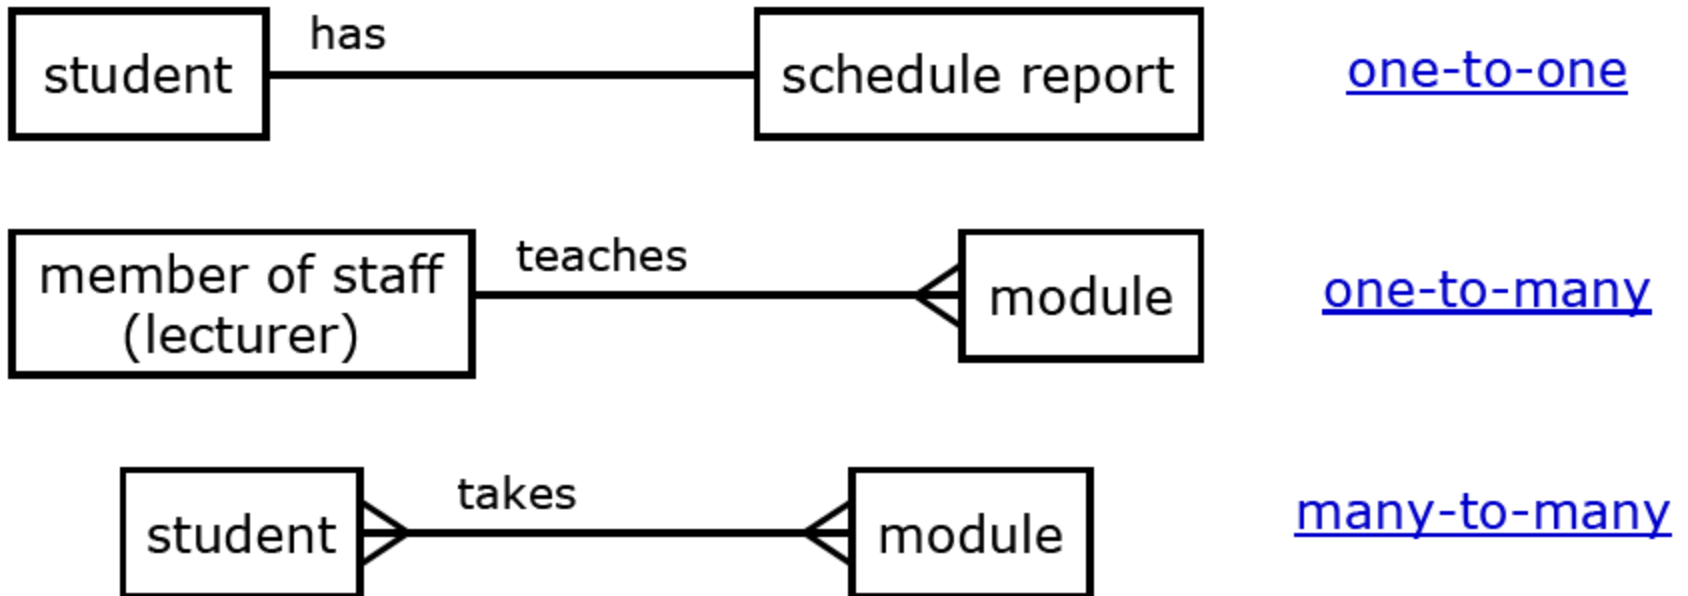 has
student
schedule report
one-to-one
teaches
member of staff
(lecturer)
module
one-to-many
takes
student
module
many-to-many